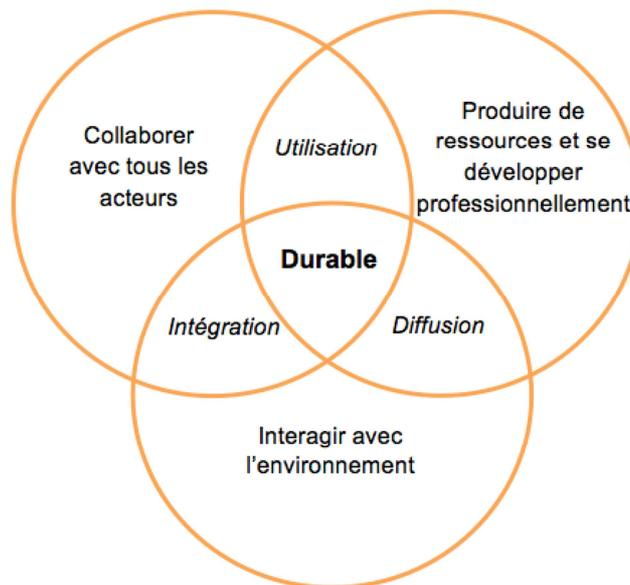 Collaborer
avec tous les
acteurs
Utilisation
Produire de
ressources et se
développer
professionnellement
Durable
Intégration
Diffusion
Interagir avec
l'environnement